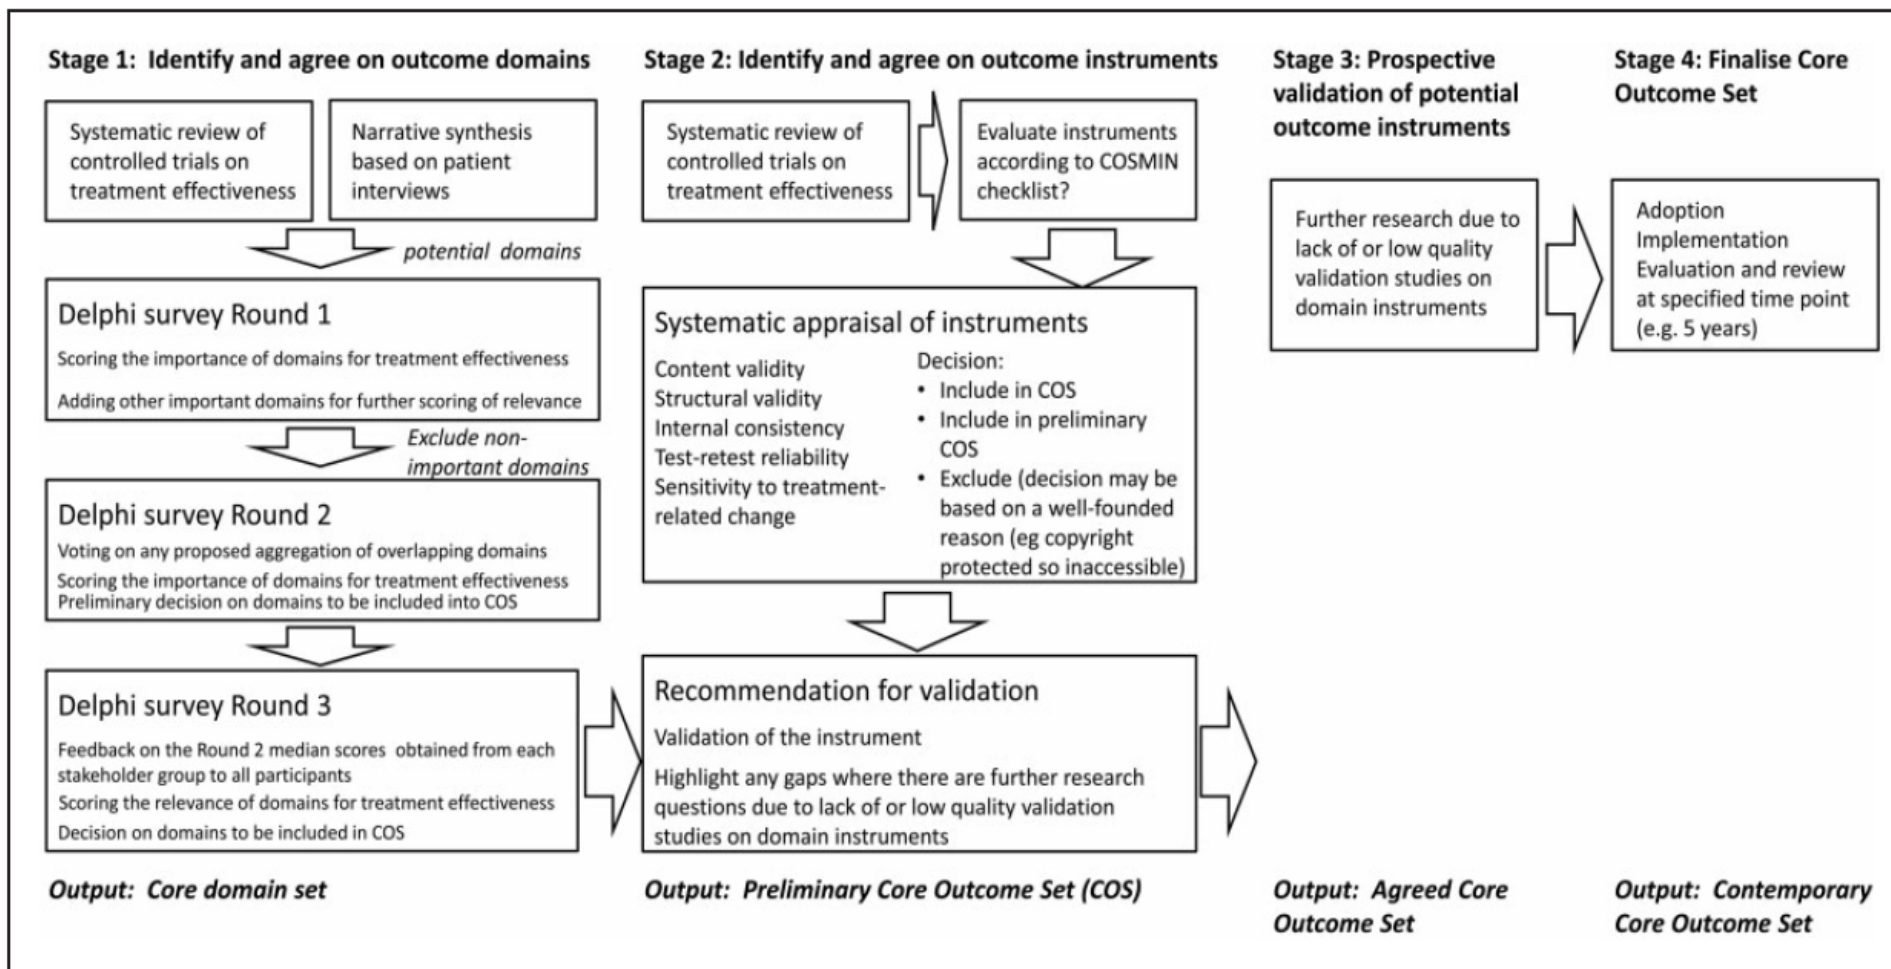 Stage 1:  Identify and agree on outcome domains
Systematic review of
controlled trials on
treatment effectiveness
Narrative synthesis
based on patient
interviews
potential  domains
Delphi survey Round 1
Scoring the importance of domains for treatment effectiveness
Adding other important domains for further scoring of relevance
Exclude non-
important domains
Delphi survey Round 2
Voting on any proposed aggregation of overlapping domains
Scoring the importance of domains for treatment effectiveness
Preliminary decision on domains to be included into COS
Delphi survey Round 3
Feedback on the Round 2 median scores  obtained from each
stakeholder group to all participants
Scoring the relevance of domains for treatment effectiveness
Decision on domains to be included in COS
Output:  Core domain set
Stage 2: Identify and agree on outcome instruments
Systematic review of
controlled trials on
treatment effectiveness
Evaluate instruments
according to COSMIN
checklist?
Systematic appraisal of instruments
Content validity
Structural validity
Internal consistency
Test-retest reliability
Sensitivity to treatment-
related change
Decision:
• Include in COS
• Include in preliminary
COS
• Exclude (decision may be
based on a well-founded
reason (eg copyright
protected so inaccessible)
Recommendation for validation
Validation of the instrument
Highlight any gaps where there are further research
questions due to lack of or low quality validation
studies on domain instruments
Output:  Preliminary Core Outcome Set (COS)
Stage 3: Prospective
validation of potential
outcome instruments
Further research due to
lack of or low quality
validation studies on
domain instruments
Output:  Agreed Core
Outcome Set
Stage 4: Finalise Core
Outcome Set
Adoption
Implementation
Evaluation and review
at specified time point
(e.g. 5 years)
Output:  Contemporary
Core Outcome Set